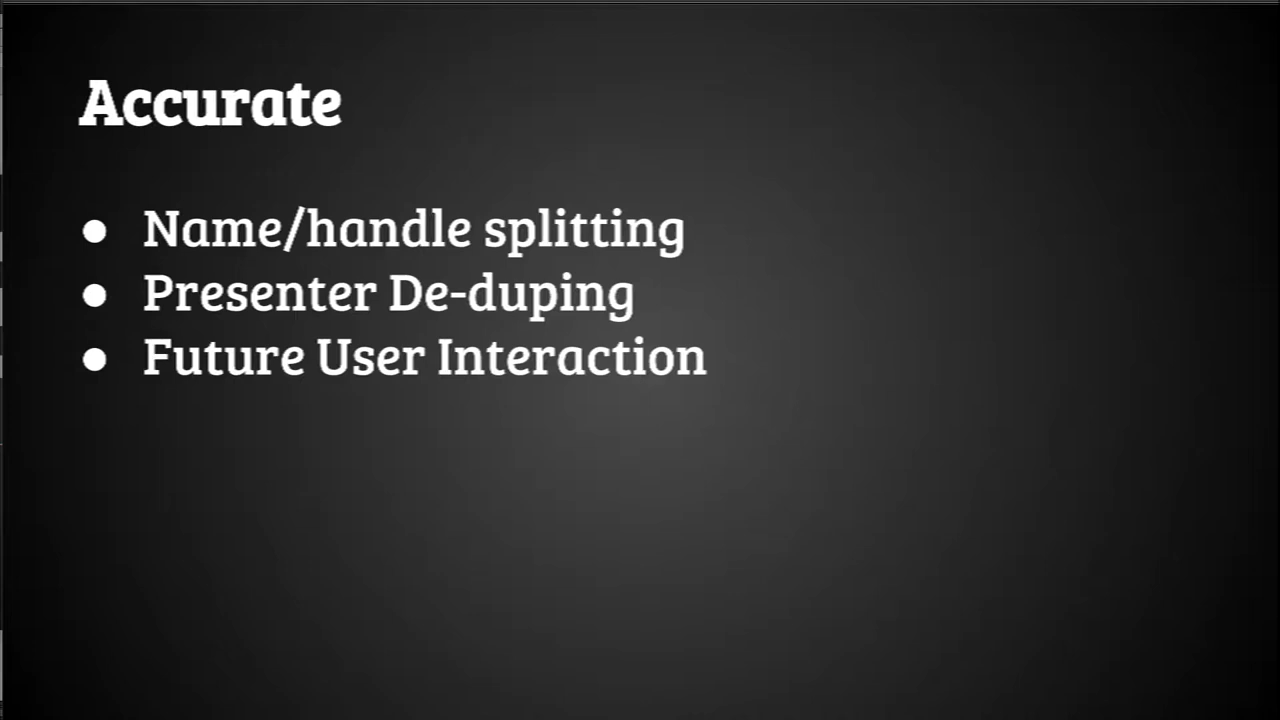 Accurate
● Name/handle splitting
● Presenter De-duping
● Future User Interaction